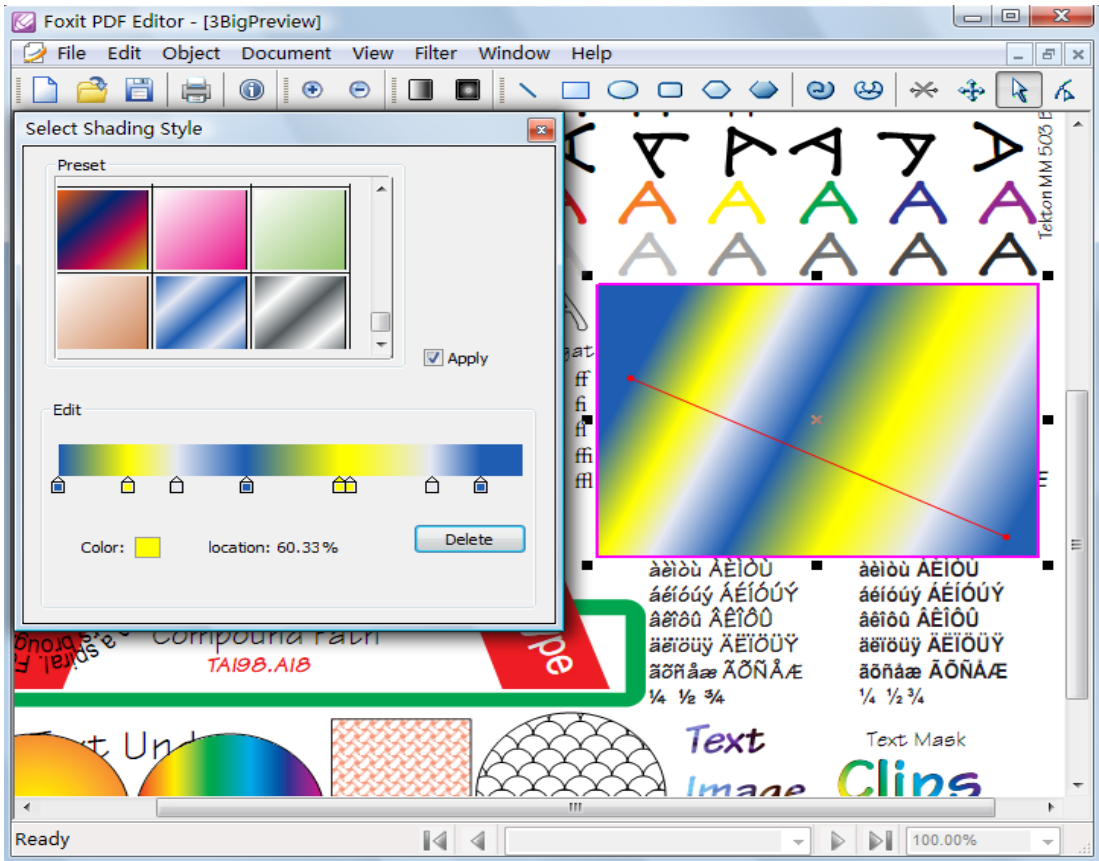 Foxit PDF Editor - [3BigPreview]
File Edit Object Document View Filter Window Help
Select Shading Style
Preset
Apply
Edit
Color:
location: 60.33%
Delete
A A A A A A
A A A A A
Tekton MM 503 B
ff
fi
fl
ffi
ffl
àèìòù ÀÈÌÒÙ
áéíóúý ÁÉÍÓÚÝ
âêîôû ÂÊÎÔÛ
äëïöüÿ ÄËÏÖÜŸ
ãõñåæ ÃÕÑÅÆ
¼ ½ ¾
àèìòù ÀÈÌÒÙ
áéíóúý ÁÉÍÓÚÝ
âêîôû ÂÊÎÔÛ
äëïöüÿ ÄËÏÖÜŸ
ãõñåæ ÃÕÑÅÆ
¼ ½ ¾
Compound Path
TAI98.AI8
Text
Image
Text Mask
Clips
Ready
100.00%